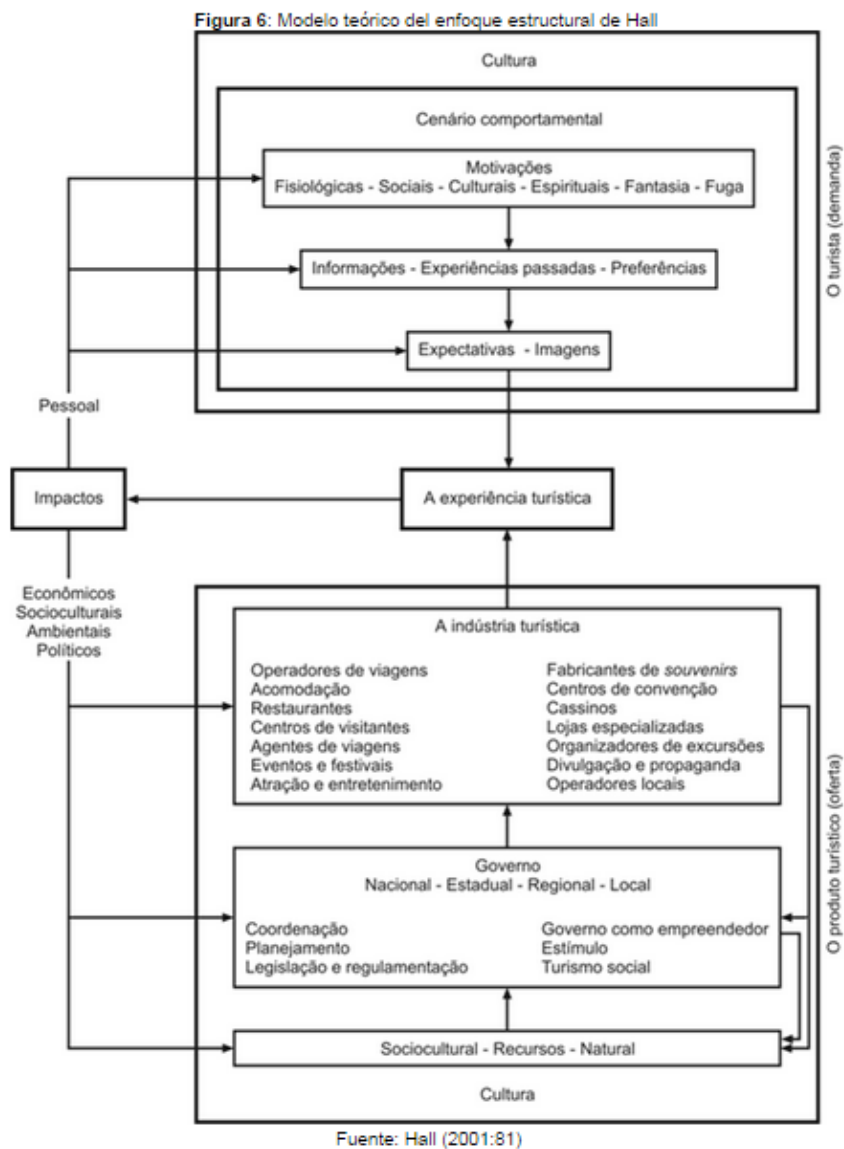 Figura 6: Modelo teórico del enfoque estructural de Hall
Cultura
Cenário comportamental
Motivações
Fisiológicas - Sociais - Culturais - Espirituais - Fantasia - Fuga
Informações - Experiências passadas - Preferências
Expectativas - Imagens
O turista (demanda)
Pessoal
Impactos
A experiência turística
Econômicos
Socioculturais
Ambientais
Políticos
A indústria turística
Operadores de viagens
Acomodação
Restaurantes
Centros de visitantes
Agentes de viagens
Eventos e festivais
Atração e entretenimento
Fabricantes de souvenirs
Centros de convenção
Cassinos
Lojas especializadas
Organizadores de excursões
Divulgação e propaganda
Operadores locais
Governo
Nacional - Estadual - Regional - Local
Coordenação
Planejamento
Legislação e regulamentação
Governo como empreendedor
Estímulo
Turismo social
Sociocultural - Recursos - Natural
Cultura
O produto turístico (oferta)
Fuente: Hall (2001:81)